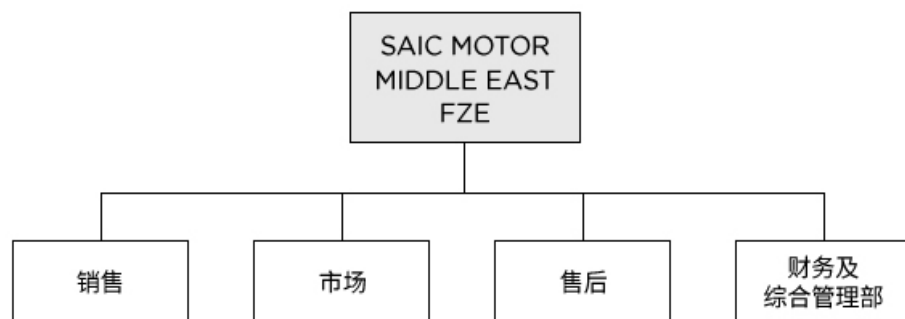 SAIC MOTOR
MIDDLE EAST
FZE
销售
市场
售后
财务及
综合管理部